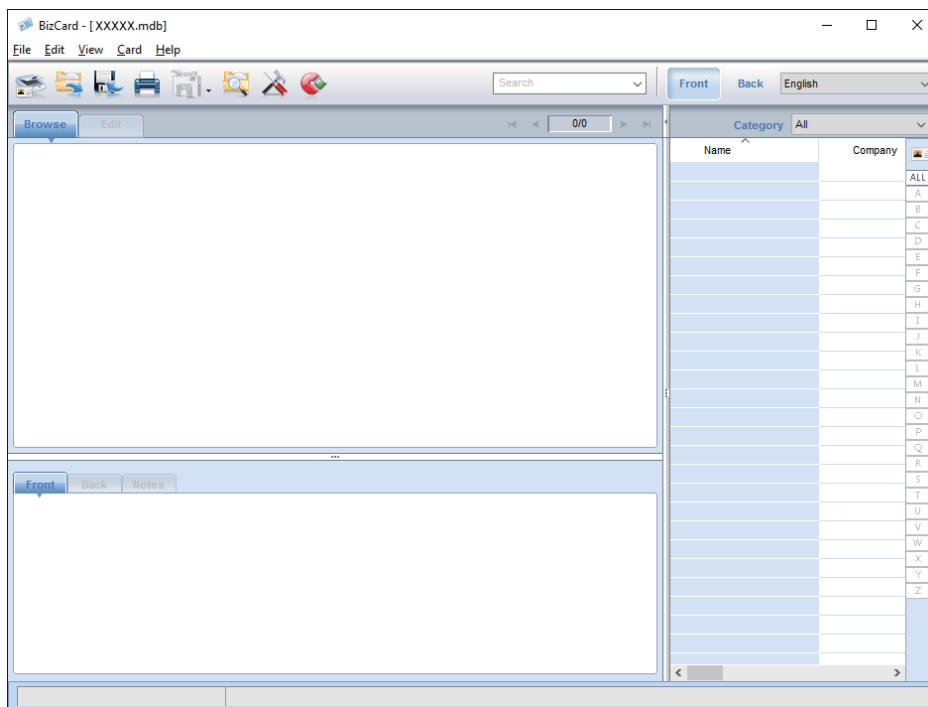 BizCard - [XXXXX.mdb]
File Edit View Card Help
Search
Front Back English
Browse Edit 0/0
Category All
Name Company
ALL
A
B
C
D
E
F
G
H
I
J
K
L
M
N
O
P
Q
R
S
T
U
V
W
X
Y
Z
Front Back Notes